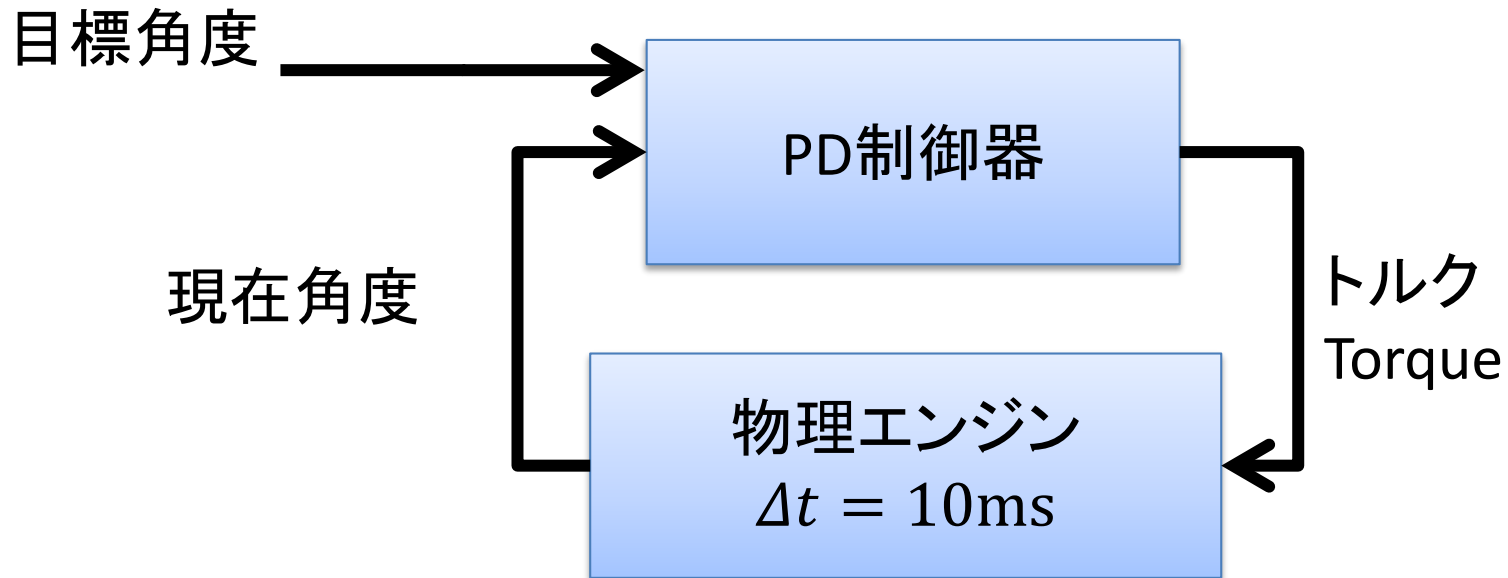 目標角度
PD制御器
現在角度
トルク
Torque
物理エンジン
Δt = 10ms